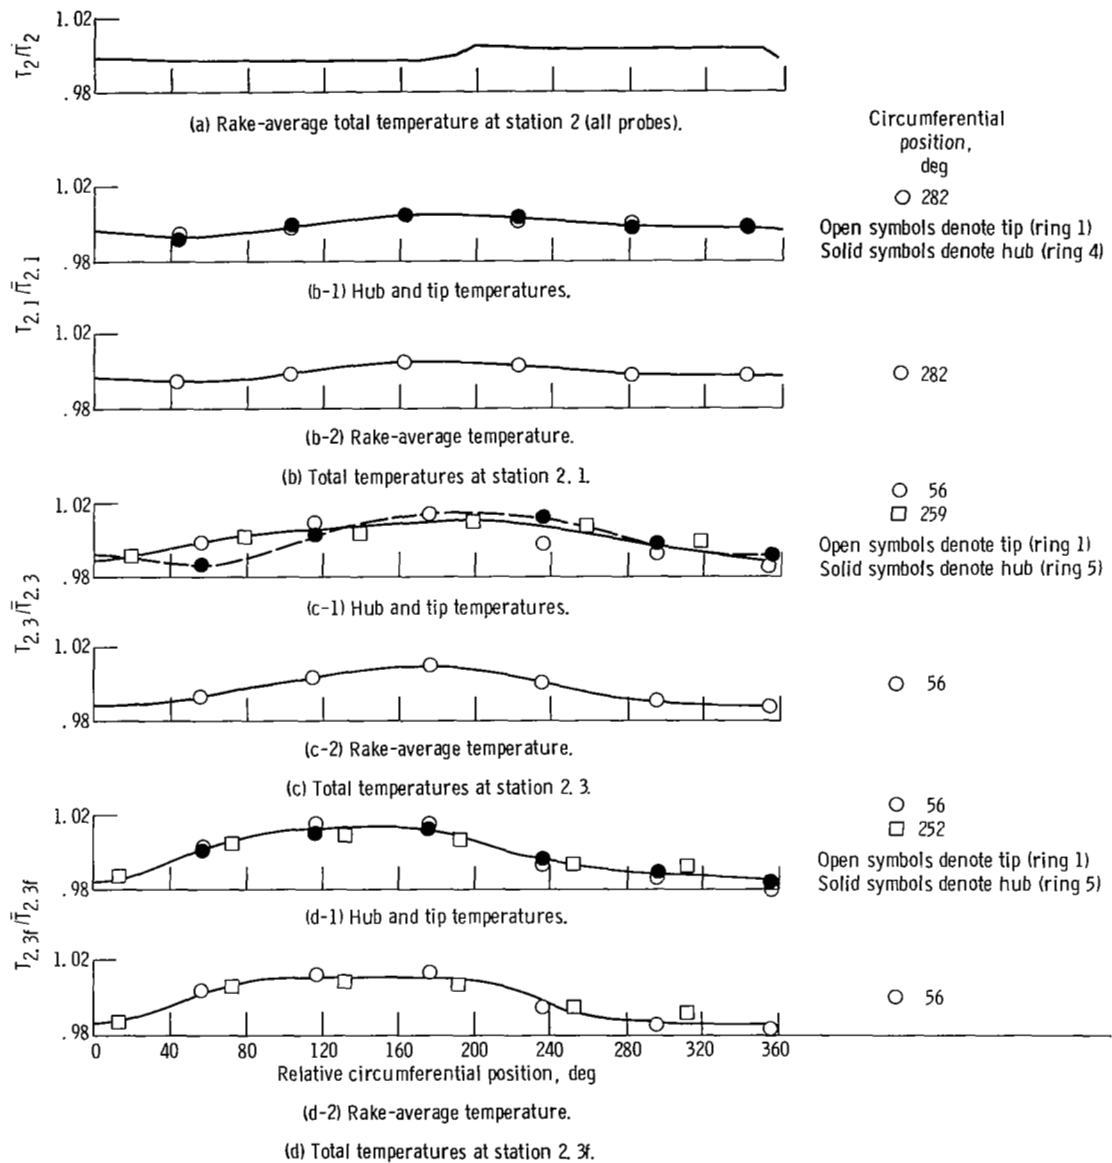 1.02
T2/T̄2
.98
(a) Rake-average total temperature at station 2 (all probes).
Circumferential
position,
deg
○ 282
Open symbols denote tip (ring 1)
Solid symbols denote hub (ring 4)
1.02
.98
(b-1) Hub and tip temperatures.
T2.1/T̄2.1
1.02
.98
○ 282
(b-2) Rake-average temperature.
(b) Total temperatures at station 2.1.
1.02
.98
○ 56
□ 259
Open symbols denote tip (ring 1)
Solid symbols denote hub (ring 5)
(c-1) Hub and tip temperatures.
T2.3/T̄2.3
1.02
.98
○ 56
(c-2) Rake-average temperature.
(c) Total temperatures at station 2.3.
1.02
.98
○ 56
□ 252
Open symbols denote tip (ring 1)
Solid symbols denote hub (ring 5)
(d-1) Hub and tip temperatures.
T2.3f/T̄2.3f
1.02
.98
○ 56
0 40 80 120 160 200 240 280 320 360
Relative circumferential position, deg
(d-2) Rake-average temperature.
(d) Total temperatures at station 2.3f.